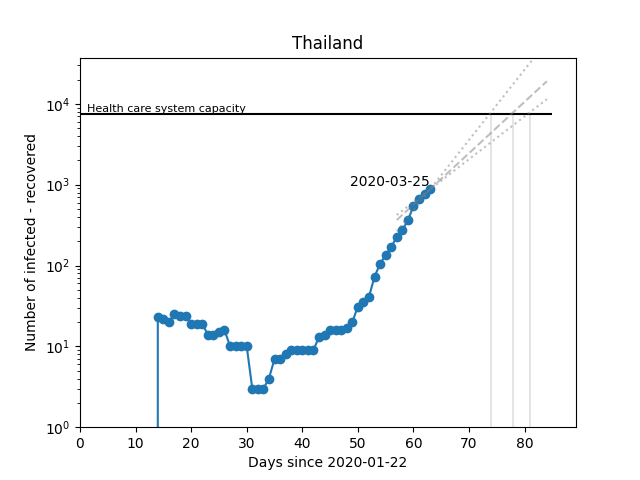 Thailand
Number of infected - recovered
10^4
10^3
10^2
10^1
10^0
Health care system capacity
2020-03-25
0 10 20 30 40 50 60 70 80
Days since 2020-01-22